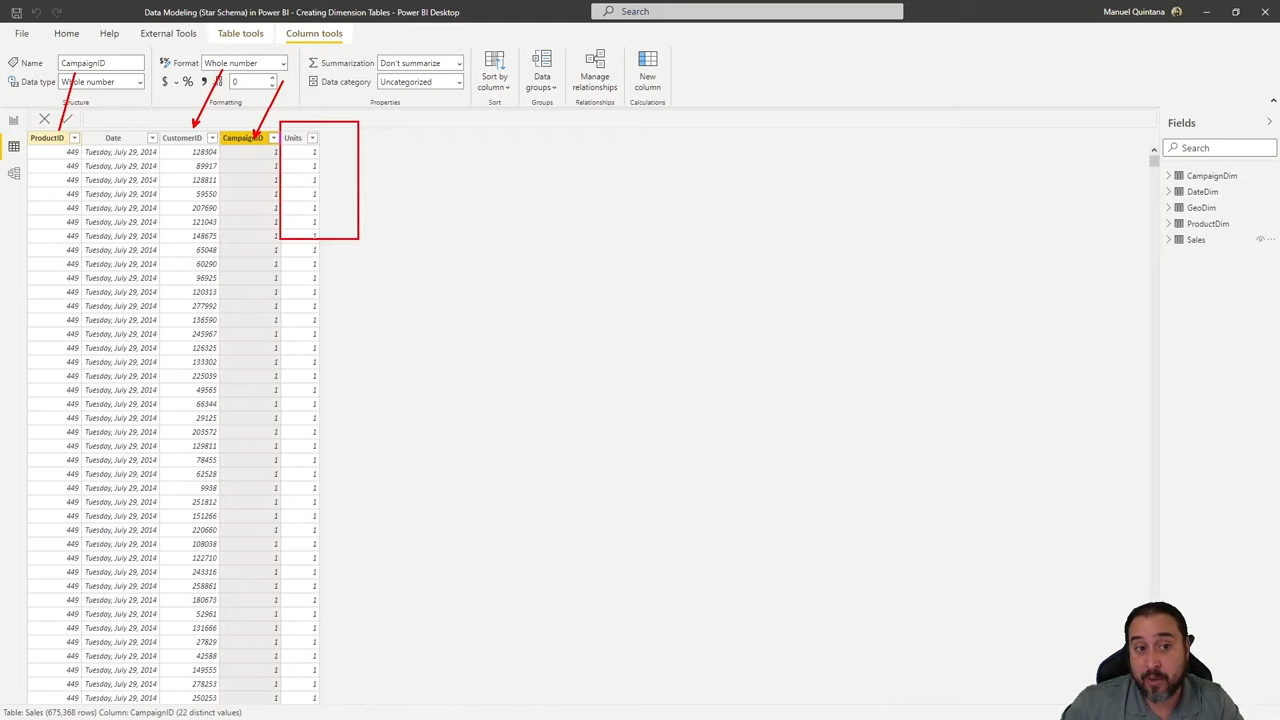 Data Modeling (Star Schema) in Power BI - Creating Dimension Tables - Power BI Desktop
Search
Manuel Quintana
File Home Help External Tools Table tools Column tools
Name CampaignID
Format Whole number
Summarization Don't summarize
Data type Whole number
$ % 0
Data category Uncategorized
Sort by column
Data groups
Manage relationships
New column
Structure Formatting Properties Sort Groups Relationships Calculations
ProductID Date CustomerID CampaignID Units
449 Tuesday, July 29, 2014 128304 1 1
449 Tuesday, July 29, 2014 89917 1 1
449 Tuesday, July 29, 2014 128811 1 1
449 Tuesday, July 29, 2014 59550 1 1
449 Tuesday, July 29, 2014 207690 1 1
449 Tuesday, July 29, 2014 121043 1 1
449 Tuesday, July 29, 2014 148675 1 1
449 Tuesday, July 29, 2014 65048 1 1
449 Tuesday, July 29, 2014 60290 1 1
449 Tuesday, July 29, 2014 96925 1 1
449 Tuesday, July 29, 2014 120313 1 1
449 Tuesday, July 29, 2014 277992 1 1
449 Tuesday, July 29, 2014 136590 1 1
449 Tuesday, July 29, 2014 245967 1 1
449 Tuesday, July 29, 2014 126325 1 1
449 Tuesday, July 29, 2014 133302 1 1
449 Tuesday, July 29, 2014 225039 1 1
449 Tuesday, July 29, 2014 49565 1 1
449 Tuesday, July 29, 2014 66344 1 1
449 Tuesday, July 29, 2014 29125 1 1
449 Tuesday, July 29, 2014 203572 1 1
449 Tuesday, July 29, 2014 129811 1 1
449 Tuesday, July 29, 2014 78455 1 1
449 Tuesday, July 29, 2014 62528 1 1
449 Tuesday, July 29, 2014 9938 1 1
449 Tuesday, July 29, 2014 251812 1 1
449 Tuesday, July 29, 2014 151266 1 1
449 Tuesday, July 29, 2014 220660 1 1
449 Tuesday, July 29, 2014 108038 1 1
449 Tuesday, July 29, 2014 122710 1 1
449 Tuesday, July 29, 2014 243316 1 1
449 Tuesday, July 29, 2014 258861 1 1
449 Tuesday, July 29, 2014 180673 1 1
449 Tuesday, July 29, 2014 52961 1 1
449 Tuesday, July 29, 2014 131666 1 1
449 Tuesday, July 29, 2014 27829 1 1
449 Tuesday, July 29, 2014 42588 1 1
449 Tuesday, July 29, 2014 149555 1 1
449 Tuesday, July 29, 2014 278253 1 1
449 Tuesday, July 29, 2014 250253 1 1
Fields
Search
CampaignDim
DateDim
GeoDim
ProductDim
Sales
Table: Sales (675,368 rows) Column: CampaignID (22 distinct values)